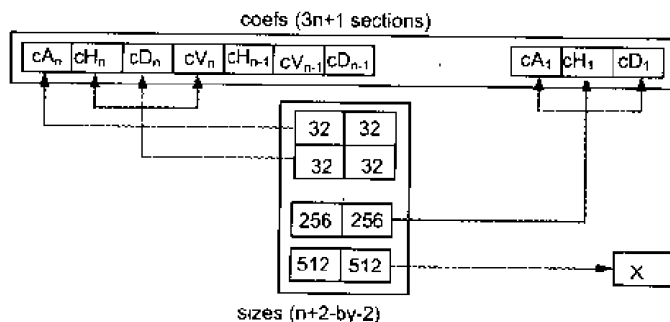 coefs (3n+1 sections)
cAₙ cHₙ cDₙ cVₙ cHₙ₋₁ cVₙ₋₁ cDₙ₋₁ cA₁ cH₁ cD₁
32 32
32 32
256 256
512 512
X
sizes (n+2-by-2)